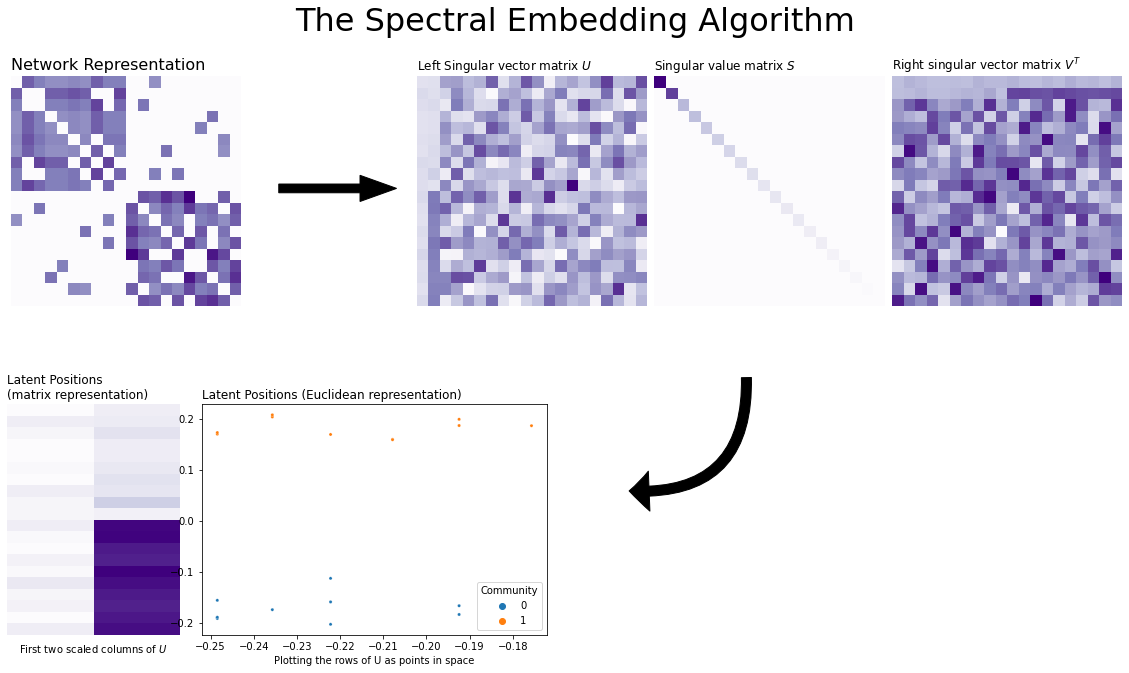 The Spectral Embedding Algorithm
Network Representation
Left Singular vector matrix U
Singular value matrix S
Right singular vector matrix V^T
Latent Positions
(matrix representation)
First two scaled columns of U
Latent Positions (Euclidean representation)
0.2
0.1
0.0
−0.1
−0.2
−0.25
−0.24
−0.23
−0.22
−0.21
−0.20
−0.19
−0.18
Plotting the rows of U as points in space
Community
0
1